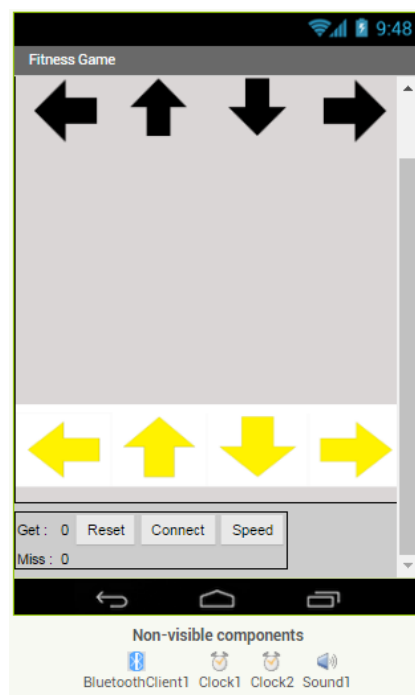 9:48
Fitness Game
Get : 0 Reset Connect Speed
Miss : 0
Non-visible components
BluetoothClient1 Clock1 Clock2 Sound1